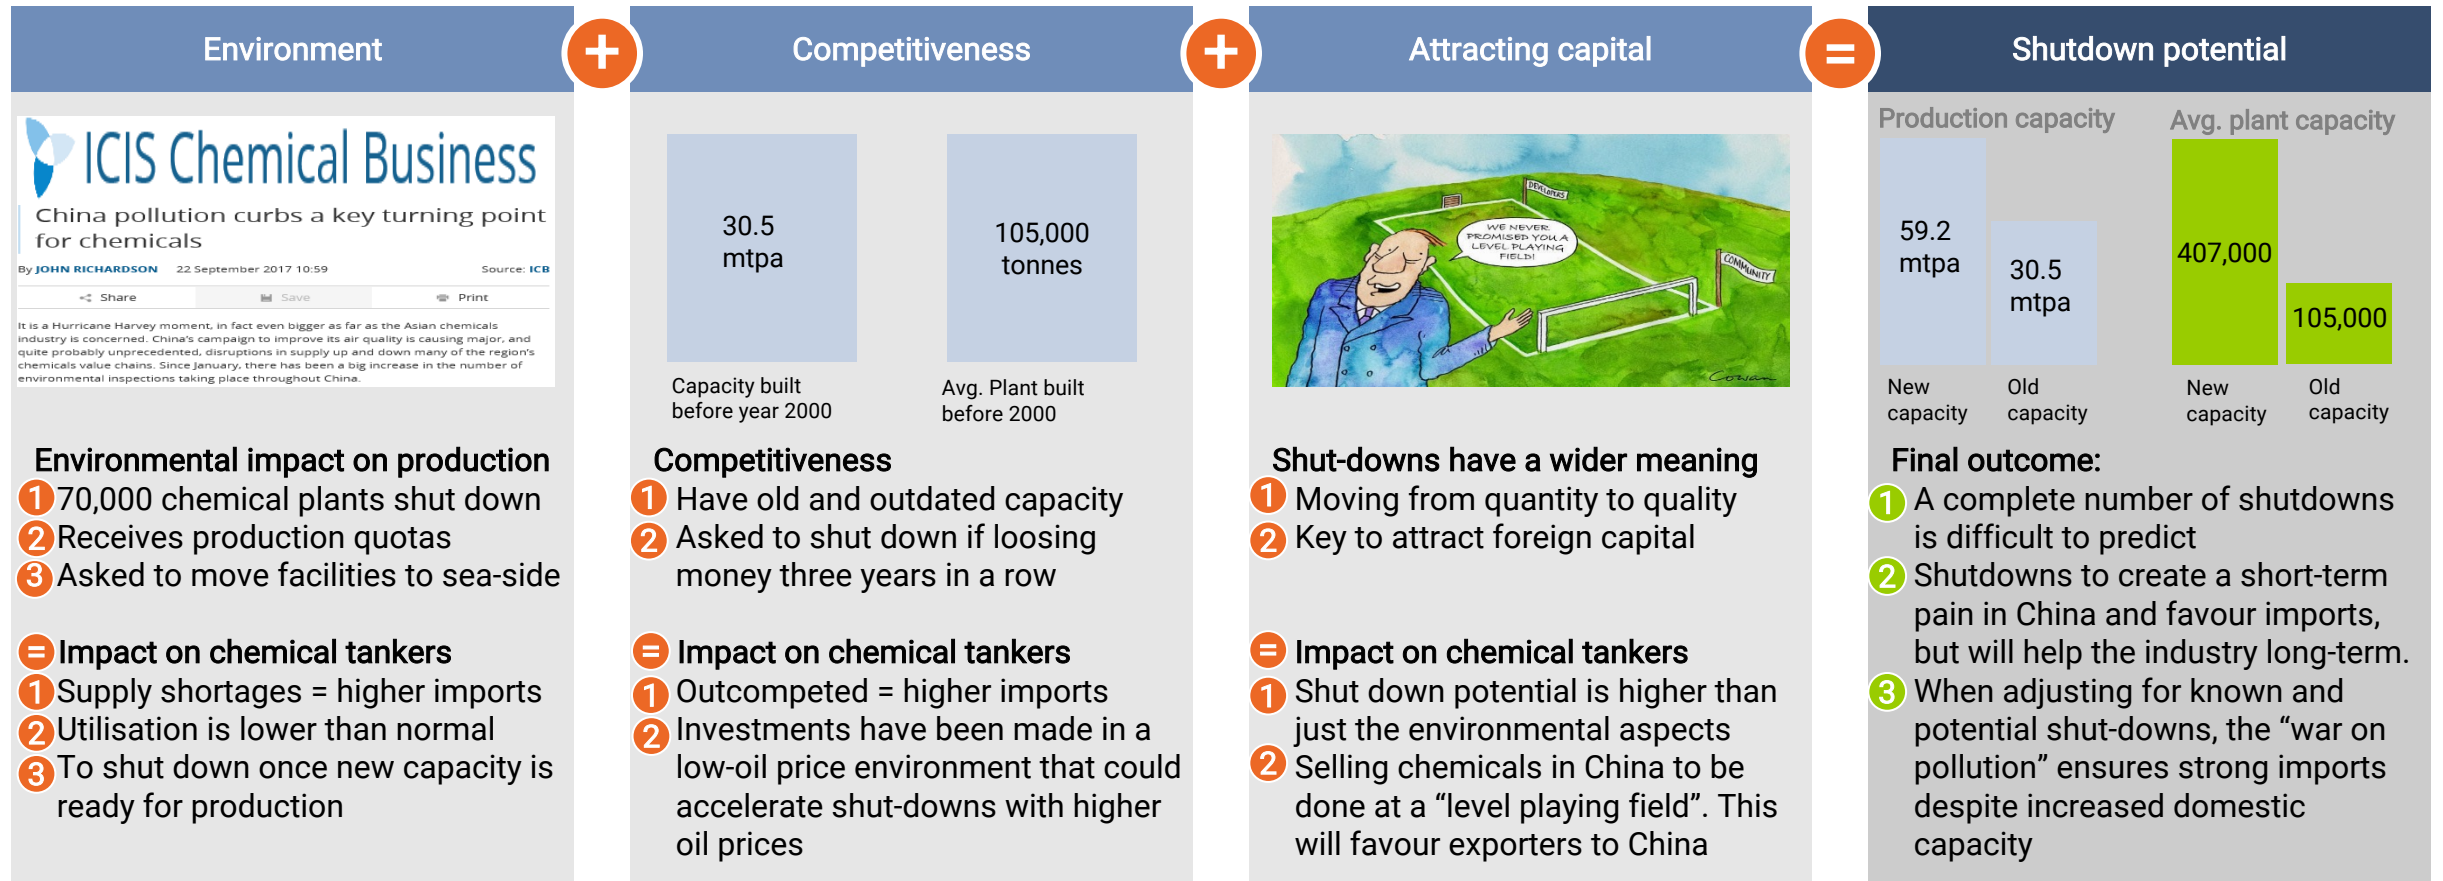 Environment
+
Competitiveness
+
Attracting capital
=
Shutdown potential
ICIS Chemical Business
China pollution curbs a key turning point
for chemicals
By JOHN RICHARDSON 22 September 2017 10:59 Source: ICB
Share Save Print
It is a Hurricane Harvey moment, in fact even bigger as far as the Asian chemicals
industry is concerned. China's campaign to improve its air quality is causing major, and
quite probably unprecedented, disruptions in supply up and down many of the region's
chemicals value chains. Since January, there has been a big increase in the number of
environmental inspections taking place throughout China.
Environmental impact on production
1 70,000 chemical plants shut down
2 Receives production quotas
3 Asked to move facilities to sea-side
= Impact on chemical tankers
1 Supply shortages = higher imports
2 Utilisation is lower than normal
3 To shut down once new capacity is
ready for production
30.5
mtpa
105,000
tonnes
Capacity built
before year 2000
Avg. Plant built
before 2000
Competitiveness
1 Have old and outdated capacity
2 Asked to shut down if loosing
money three years in a row
= Impact on chemical tankers
1 Outcompeted = higher imports
2 Investments have been made in a
low-oil price environment that could
accelerate shut-downs with higher
oil prices
DEVELOPERS
WE NEVER
PROMISED YOU A
LEVEL PLAYING
FIELD!
COMMUNITY
Cowan
Shut-downs have a wider meaning
1 Moving from quantity to quality
2 Key to attract foreign capital
= Impact on chemical tankers
1 Shut down potential is higher than
just the environmental aspects
2 Selling chemicals in China to be
done at a “level playing field”. This
will favour exporters to China
Production capacity
Avg. plant capacity
59.2
mtpa
30.5
mtpa
407,000
105,000
New
capacity
Old
capacity
New
capacity
Old
capacity
Final outcome:
1 A complete number of shutdowns
is difficult to predict
2 Shutdowns to create a short-term
pain in China and favour imports,
but will help the industry long-term.
3 When adjusting for known and
potential shut-downs, the “war on
pollution” ensures strong imports
despite increased domestic
capacity